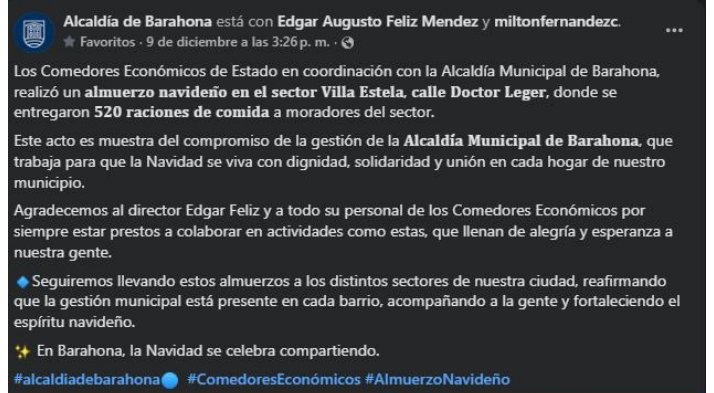 Alcaldía de Barahona está con Edgar Augusto Feliz Mendez y miltonfernandezc.
Favoritos · 9 de diciembre a las 3:26 p. m. ·
Los Comedores Económicos de Estado en coordinación con la Alcaldía Municipal de Barahona,
realizó un almuerzo navideño en el sector Villa Estela, calle Doctor Leger, donde se
entregaron 520 raciones de comida a moradores del sector.
Este acto es muestra del compromiso de la gestión de la Alcaldía Municipal de Barahona, que
trabaja para que la Navidad se viva con dignidad, solidaridad y unión en cada hogar de nuestro
municipio.
Agradecemos al director Edgar Feliz y a todo su personal de los Comedores Económicos por
siempre estar prestos a colaborar en actividades como estas, que llenan de alegría y esperanza a
nuestra gente.
🔹Seguiremos llevando estos almuerzos a los distintos sectores de nuestra ciudad, reafirmando
que la gestión municipal está presente en cada barrio, acompañando a la gente y fortaleciendo el
espíritu navideño.
✨ En Barahona, la Navidad se celebra compartiendo.
#alcaldiadebarahona🔵 #ComedoresEconómicos #AlmuerzoNavideño